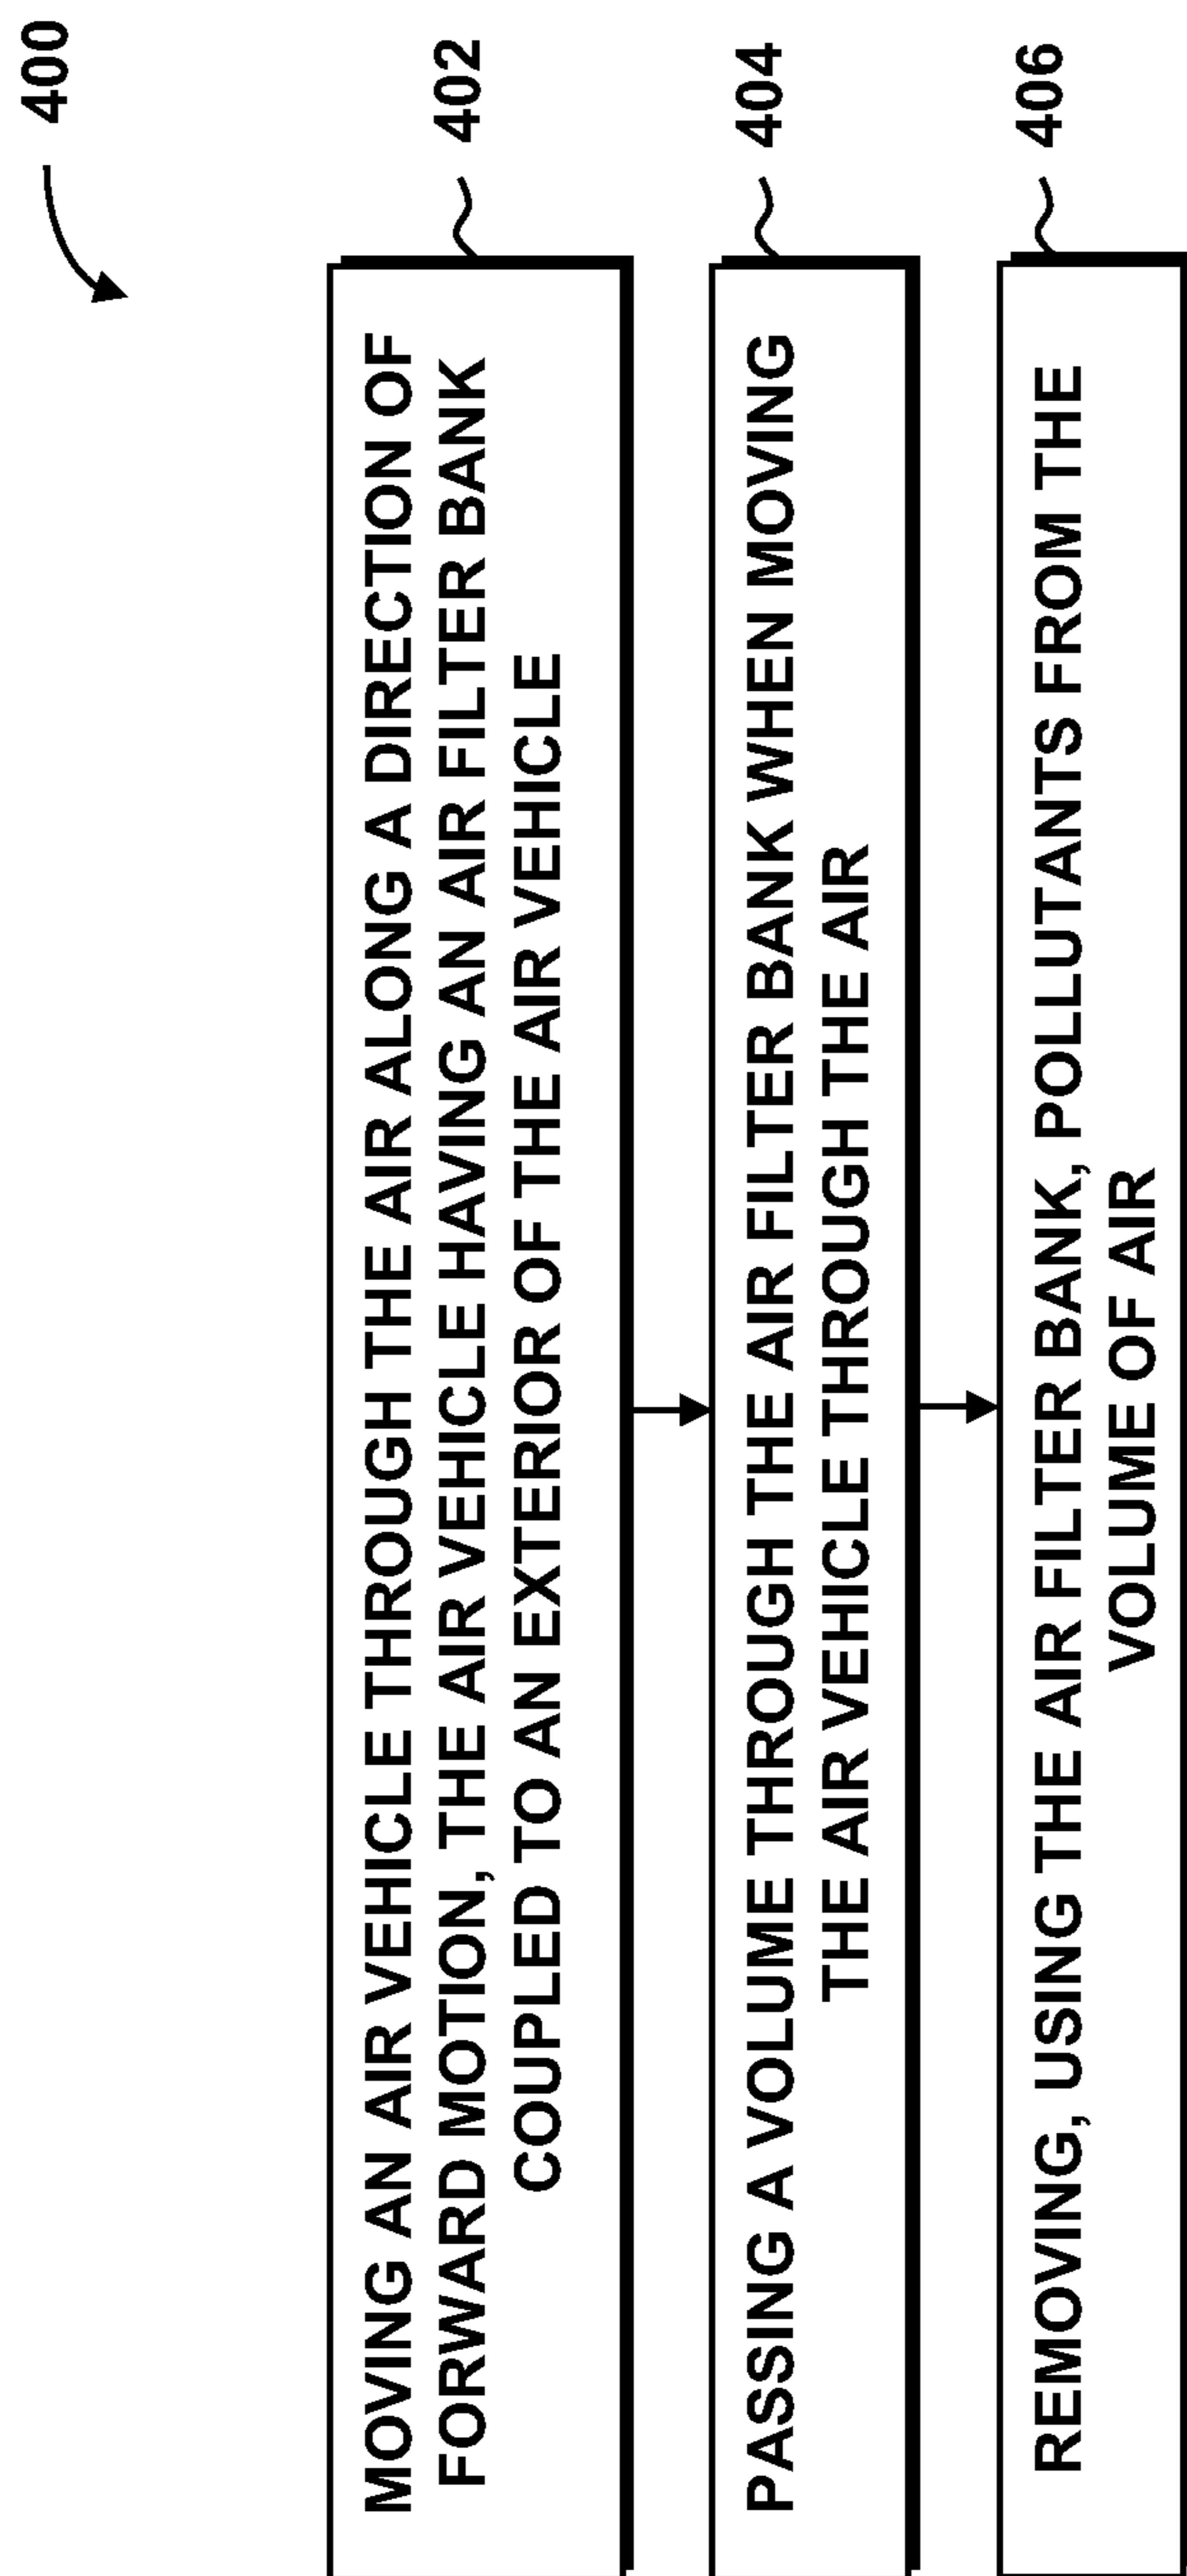 400
402
MOVING AN AIR VEHICLE THROUGH THE AIR ALONG A DIRECTION OF
FORWARD MOTION, THE AIR VEHICLE HAVING AN AIR FILTER BANK
COUPLED TO AN EXTERIOR OF THE AIR VEHICLE
404
PASSING A VOLUME THROUGH THE AIR FILTER BANK WHEN MOVING
THE AIR VEHICLE THROUGH THE AIR
406
REMOVING, USING THE AIR FILTER BANK, POLLUTANTS FROM THE
VOLUME OF AIR